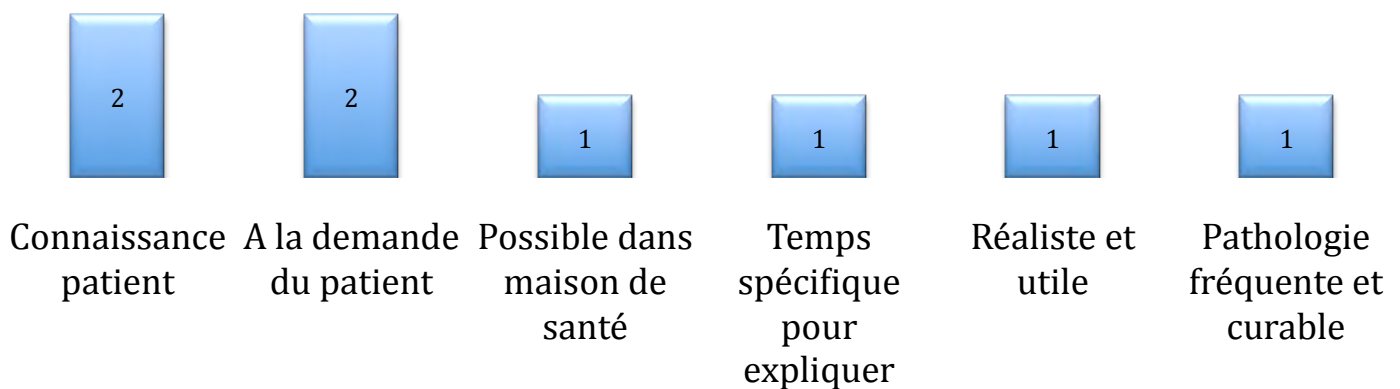 2
2
1
1
1
1
Connaissance
patient
A la demande
du patient
Possible dans
maison de
santé
Temps
spécifique
pour
expliquer
Réaliste et
utile
Pathologie
fréquente et
curable